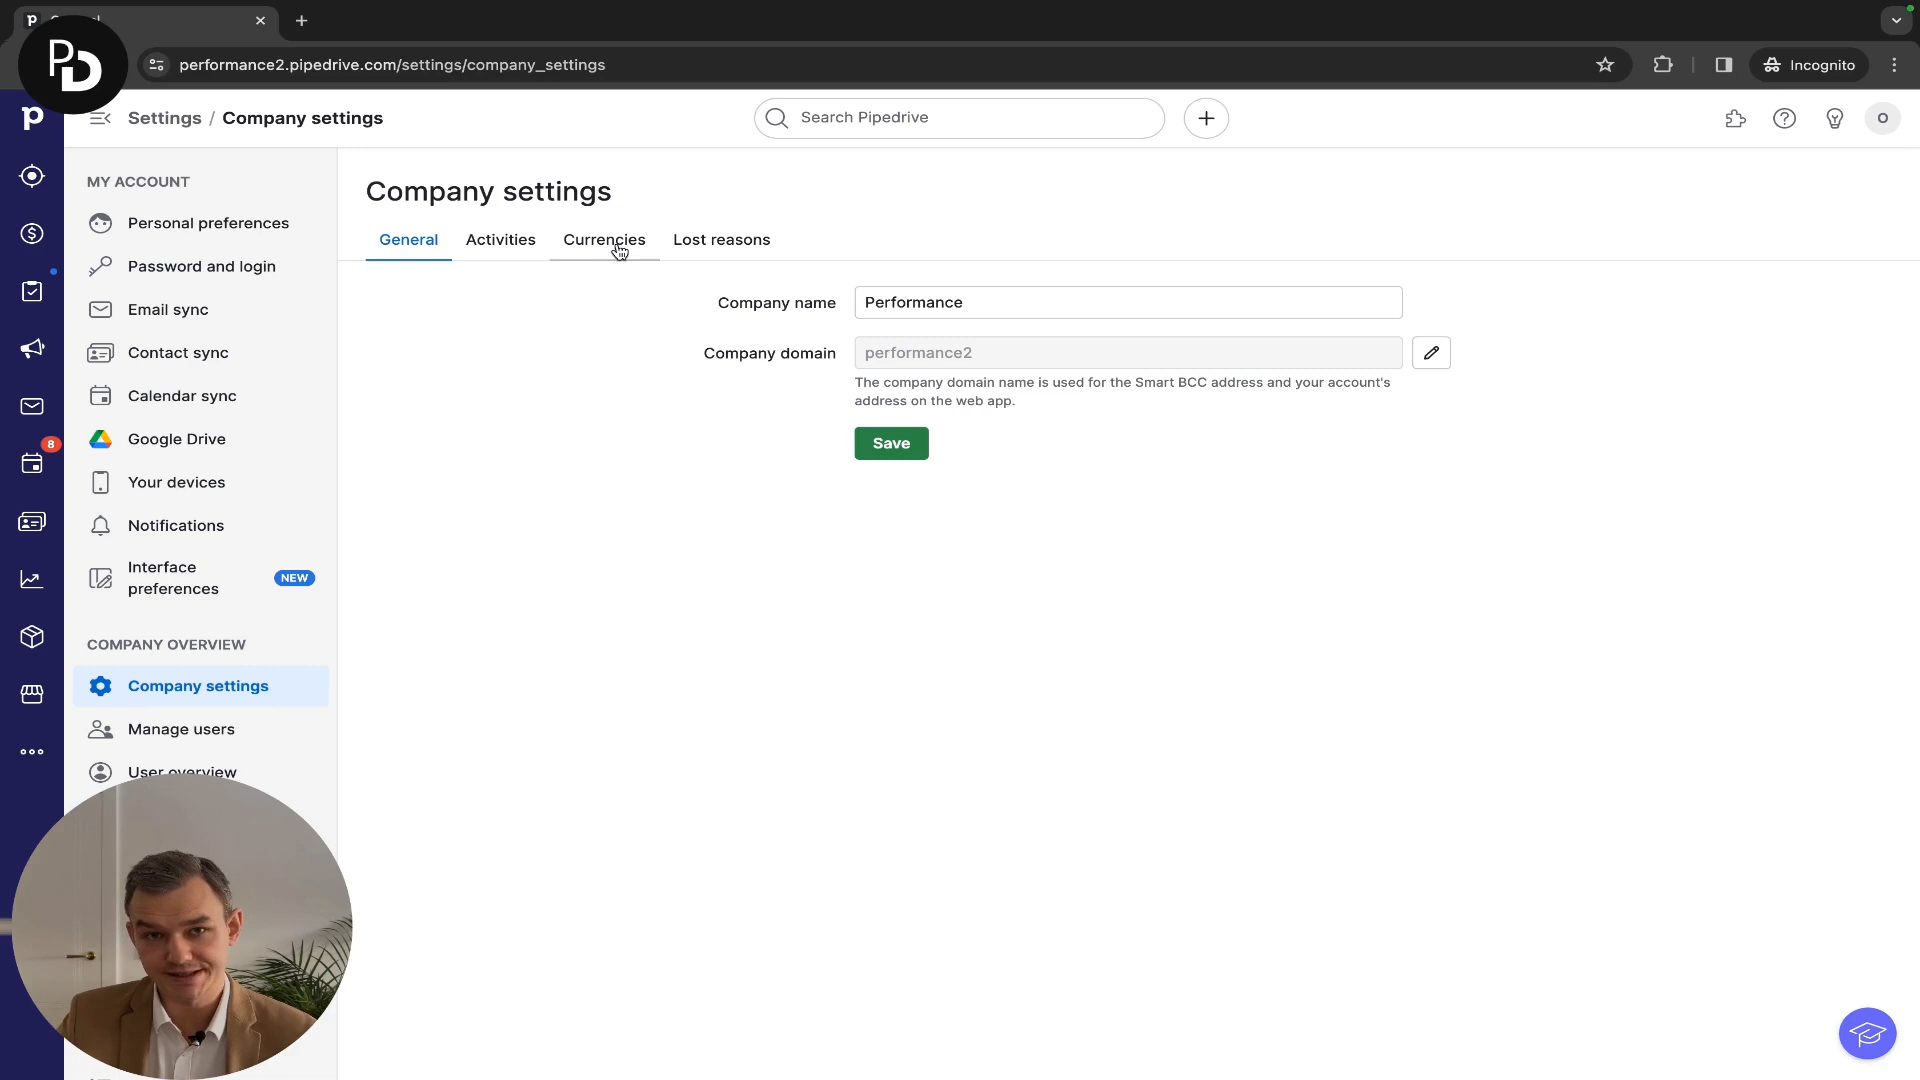 PD
performance2.pipedrive.com/settings/company_settings
Incognito
p
Settings / Company settings
Search Pipedrive
O
MY ACCOUNT
Personal preferences
Password and login
Email sync
Contact sync
Calendar sync
Google Drive
Your devices
Notifications
Interface preferences
NEW
COMPANY OVERVIEW
Company settings
Manage users
User overview
8
Company settings
General
Activities
Currencies
Lost reasons
Company name
Performance
Company domain
performance2
The company domain name is used for the Smart BCC address and your account's
address on the web app.
Save